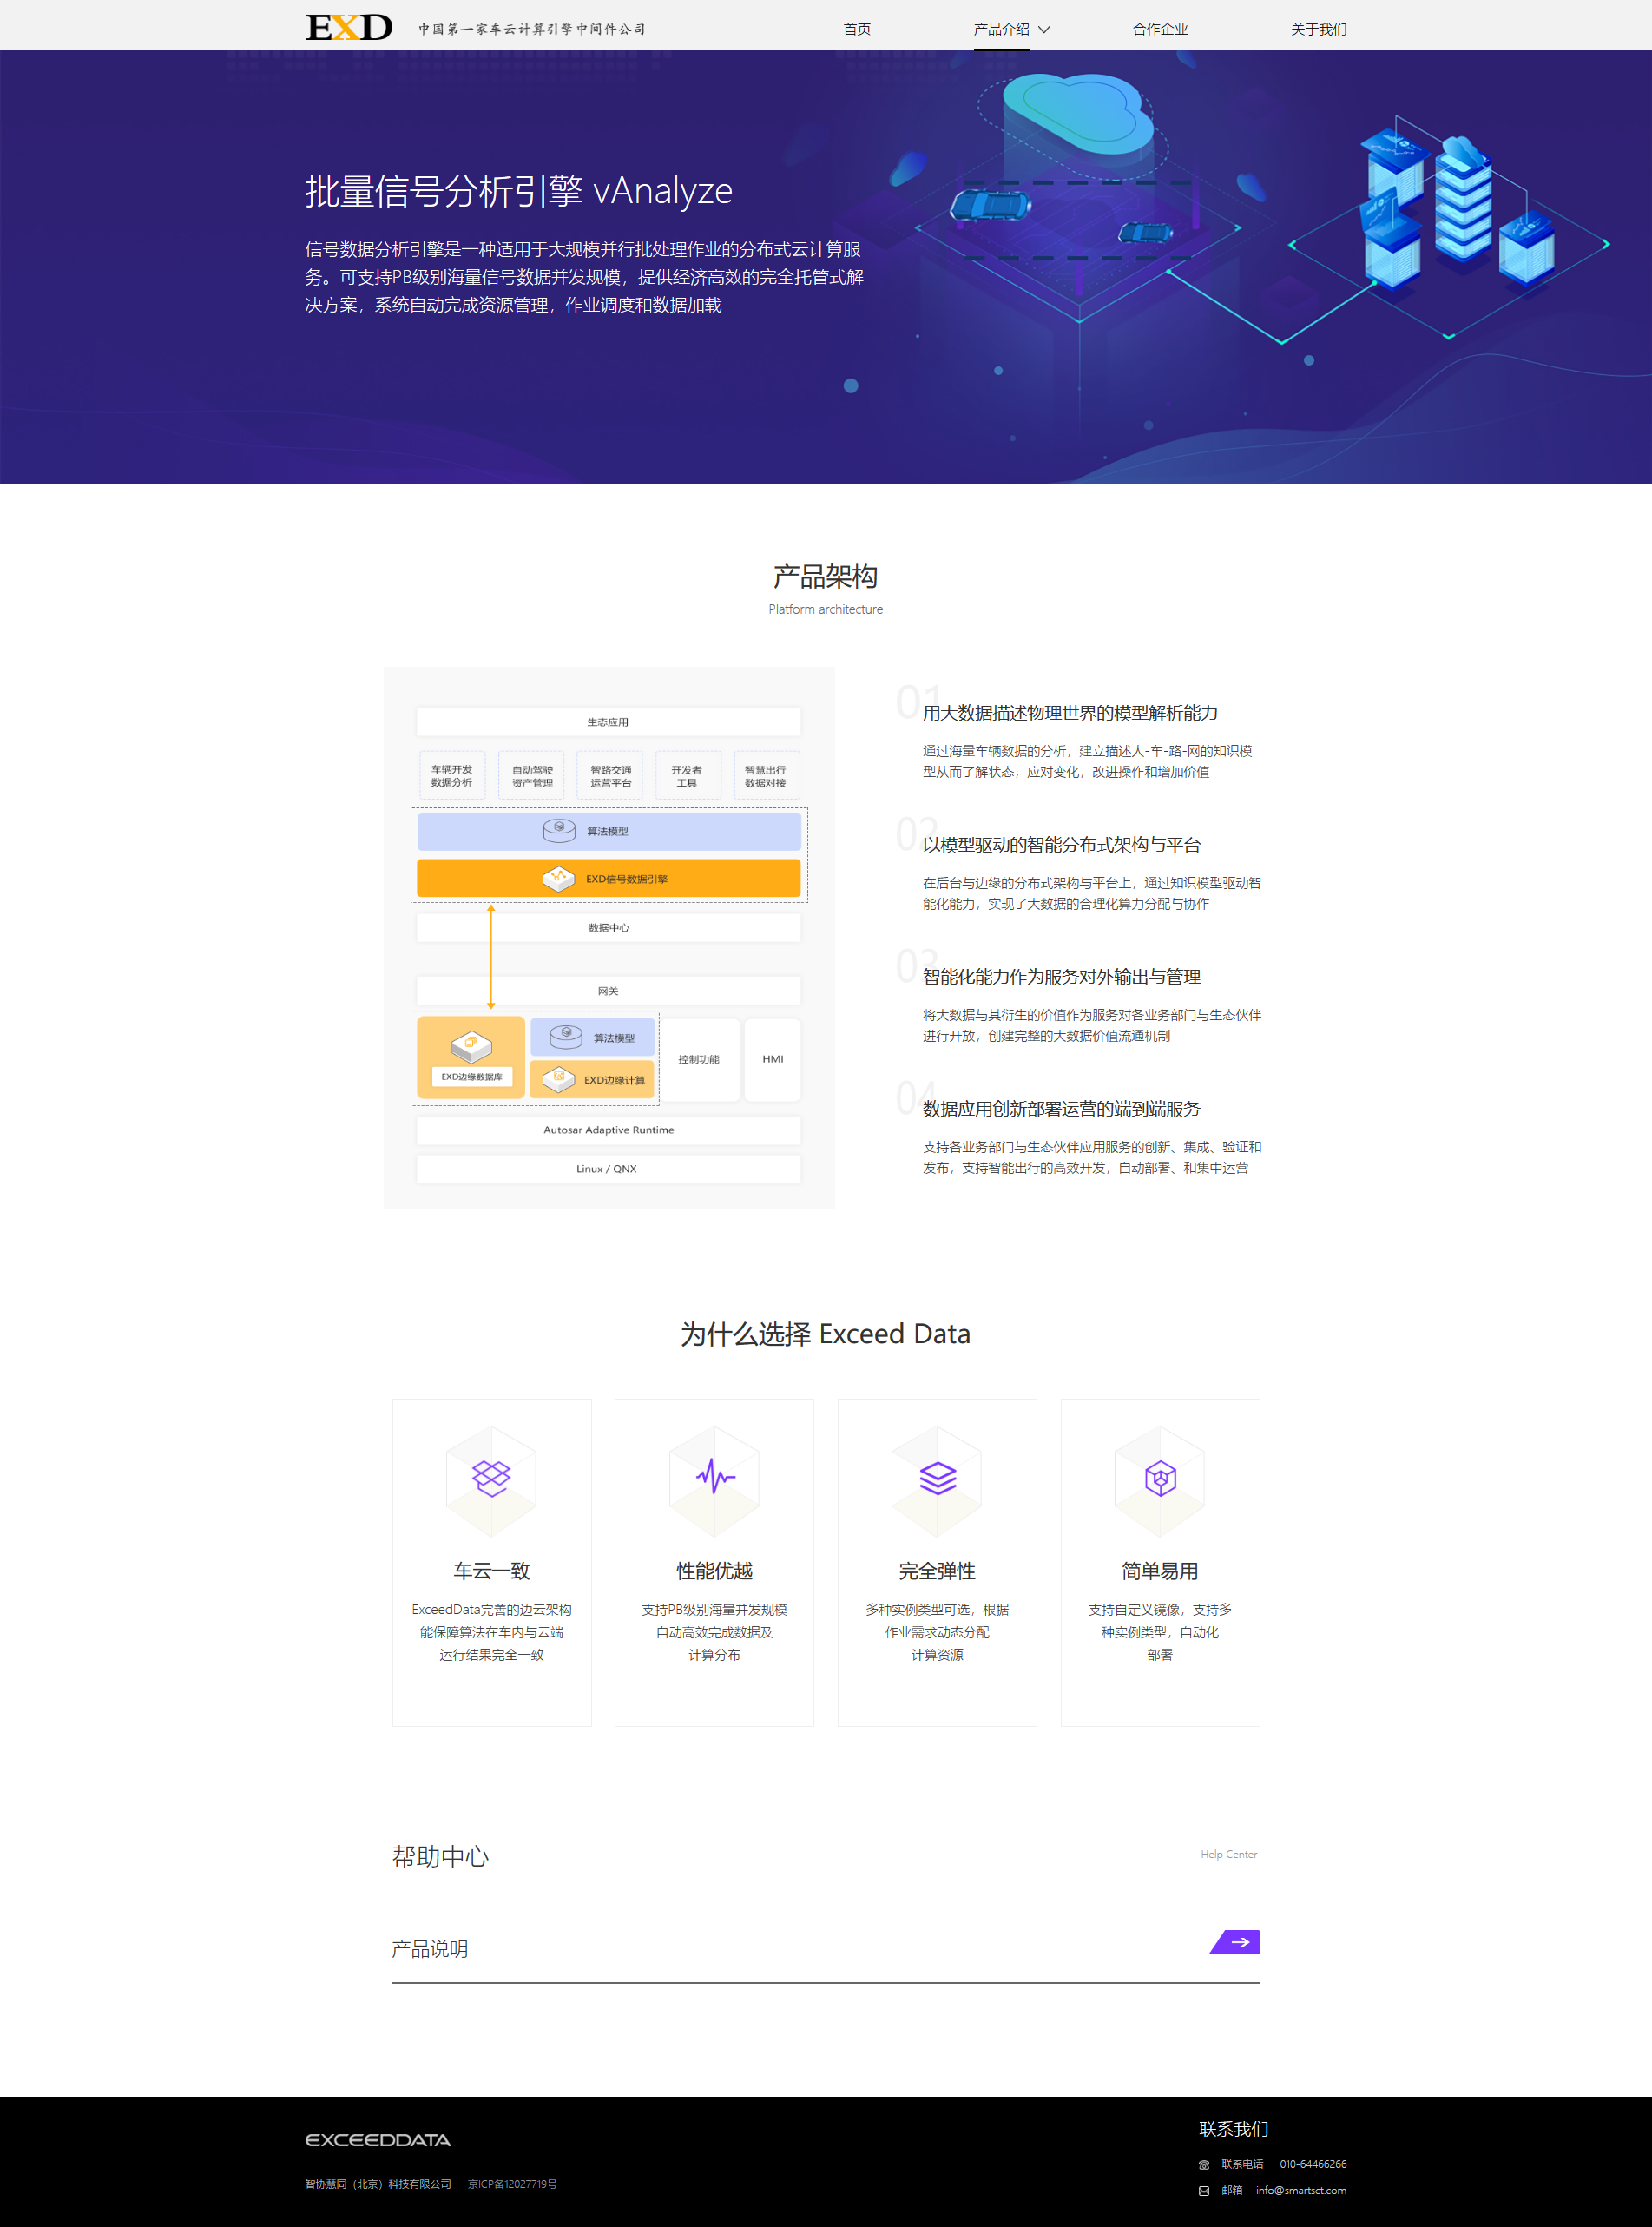 EXD 中国第一家车云计算引擎中间件公司 首页 产品介绍 合作企业 关于我们
批量信号分析引擎 vAnalyze
信号数据分析引擎是一种适用于大规模并行批处理作业的分布式云计算服
务。可支持PB级别海量信号数据并发规模，提供经济高效的完全托管式解
决方案，系统自动完成资源管理，作业调度和数据加载
产品架构
Platform architecture
生态应用
车辆开发
数据分析
自动驾驶
资产管理
智路交通
运营平台
开发者
工具
智慧出行
数据对接
算法模型
EXD信号数据引擎
数据中心
网关
EXD边缘数据库
算法模型
EXD边缘计算
控制功能
HMI
Autosar Adaptive Runtime
Linux / QNX
01
用大数据描述物理世界的模型解析能力
通过海量车辆数据的分析，建立描述人-车-路-网的知识模
型从而了解状态，应对变化，改进操作和增加价值
02
以模型驱动的智能分布式架构与平台
在后台与边缘的分布式架构与平台上，通过知识模型驱动智
能化能力，实现了大数据的合理化算力分配与协作
03
智能化能力作为服务对外输出与管理
将大数据与其衍生的价值作为服务对各业务部门与生态伙伴
进行开放，创建完整的大数据价值流通机制
04
数据应用创新部署运营的端到端服务
支持各业务部门与生态伙伴应用服务的创新、集成、验证和
发布，支持智能出行的高效开发，自动部署、和集中运营
为什么选择 Exceed Data
车云一致
ExceedData完善的边云架构
能保障算法在车内与云端
运行结果完全一致
性能优越
支持PB级别海量并发规模
自动高效完成数据及
计算分布
完全弹性
多种实例类型可选，根据
作业需求动态分配
计算资源
简单易用
支持自定义镜像，支持多
种实例类型，自动化
部署
帮助中心
Help Center
产品说明
EXCEEDDATA
智协慧同（北京）科技有限公司 京ICP备12027719号
联系我们
联系电话 010-64466266
邮箱 info@smartsct.com